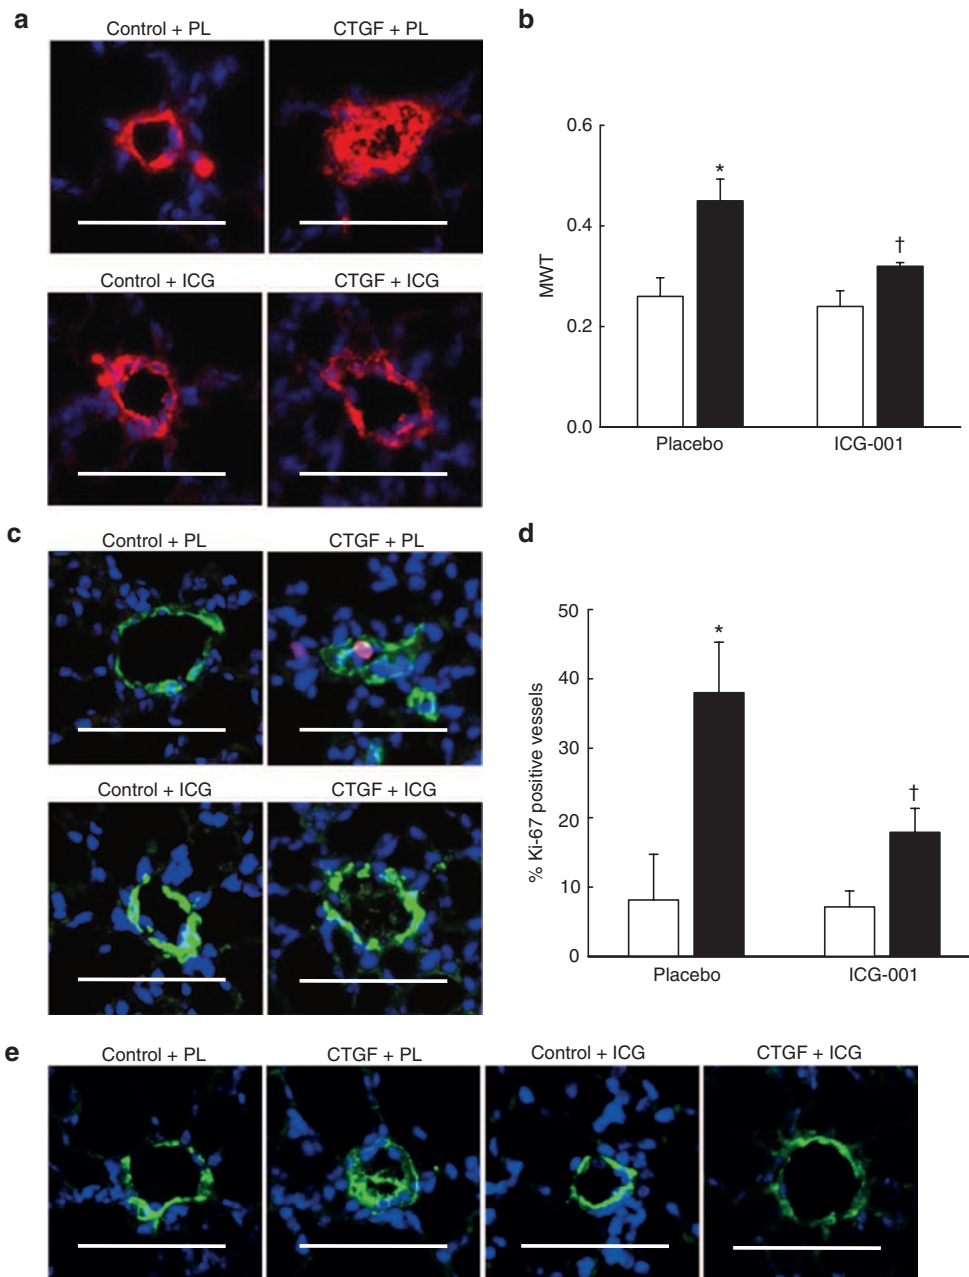 a
Control + PL
CTGF + PL
Control + ICG
CTGF + ICG
b
0.6
0.4
0.2
0.0
MWT
*
†
Placebo
ICG-001
c
Control + PL
CTGF + PL
Control + ICG
CTGF + ICG
d
50
40
30
20
10
0
% Ki-67 positive vessels
*
†
Placebo
ICG-001
e
Control + PL
CTGF + PL
Control + ICG
CTGF + ICG